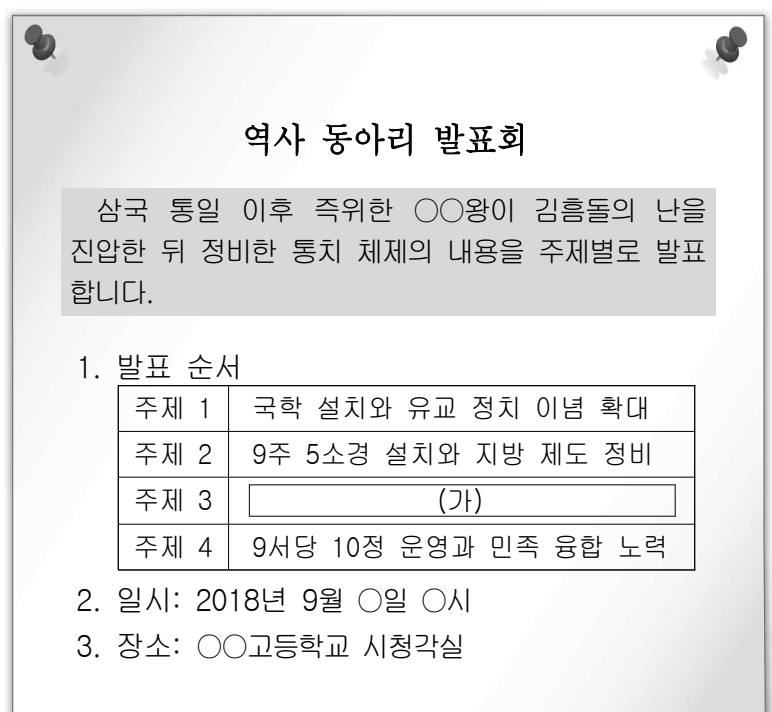 역사 동아리 발표회
삼국 통일 이후 즉위한 ○○왕이 김흠돌의 난을
진압한 뒤 정비한 통치 체제의 내용을 주제별로 발표
합니다.
1. 발표 순서
주제 1 국학 설치와 유교 정치 이념 확대
주제 2 9주 5소경 설치와 지방 제도 정비
주제 3 (가)
주제 4 9서당 10정 운영과 민족 융합 노력
2. 일시: 2018년 9월 ○일 ○시
3. 장소: ○○고등학교 시청각실